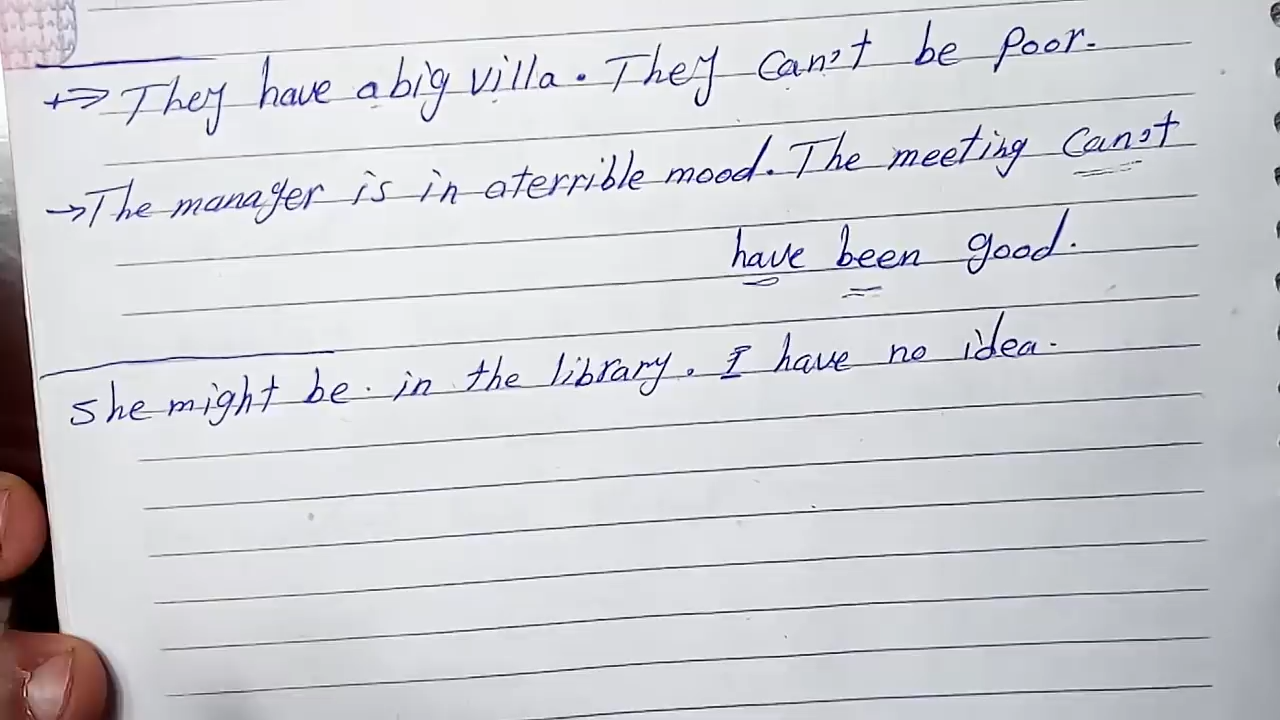 They have a big villa. They can't be poor.
The manager is in a terrible mood. The meeting can't
have been good.
She might be in the library. I have no idea.